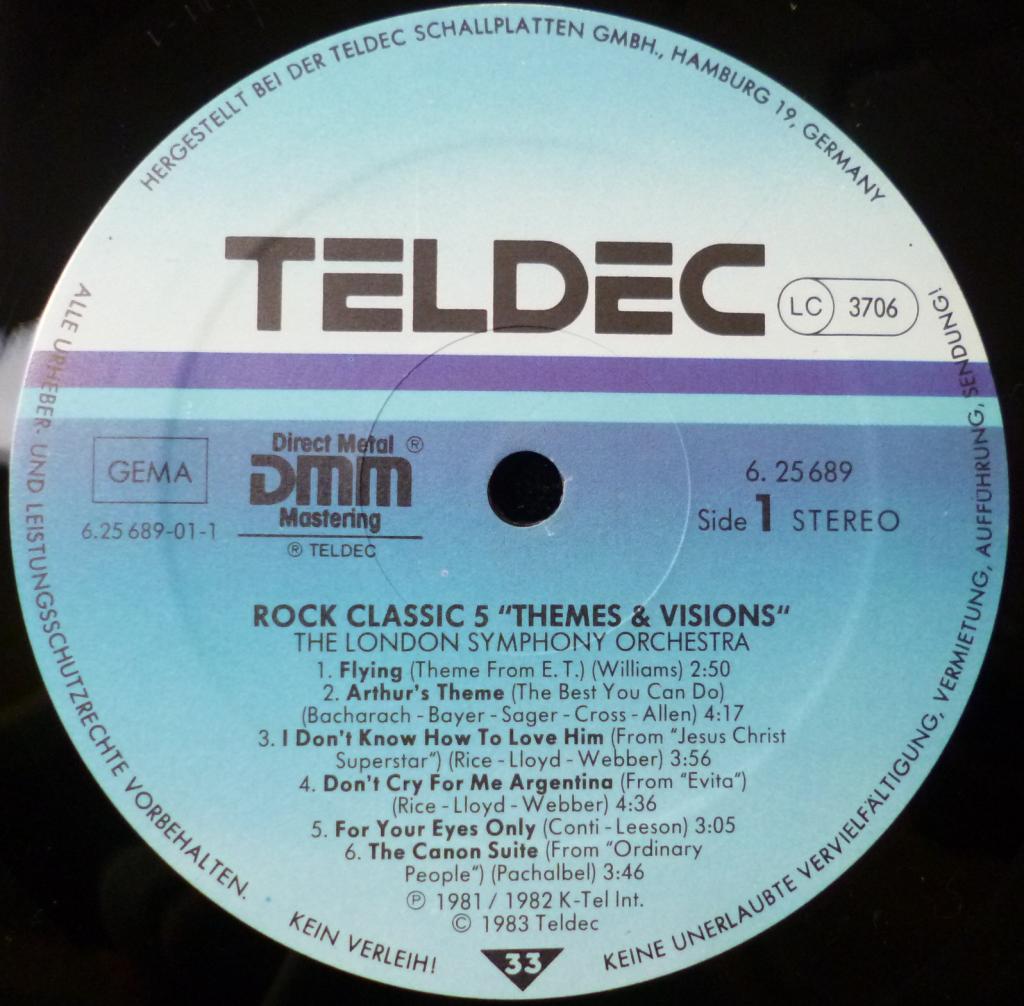 HERGESTELLT BEI DER TELDEC SCHALLPLATTEN GMBH., HAMBURG 19, GERMANY
TELDEC
LC 3706
GEMA
6.25 689-01-1
Direct Metal ®
DMM
Mastering
® TELDEC
6. 25 689
Side 1 STEREO
ROCK CLASSIC 5 “THEMES & VISIONS“
THE LONDON SYMPHONY ORCHESTRA
1. Flying (Theme From E. T.) (Williams) 2:50
2. Arthur's Theme (The Best You Can Do)
(Bacharach - Bayer - Sager - Cross - Allen) 4:17
3. I Don't Know How To Love Him (From “Jesus Christ
Superstar“) (Rice - Lloyd - Webber) 3:56
4. Don't Cry For Me Argentina (From “Evita“)
(Rice - Lloyd - Webber) 4:36
5. For Your Eyes Only (Conti - Leeson) 3:05
6. The Canon Suite (From “Ordinary
People“) (Pachalbel) 3:46
℗ 1981 / 1982 K-Tel Int.
© 1983 Teldec
33
ALLE URHEBER- UND LEISTUNGSSCHUTZRECHTE VORBEHALTEN.
KEIN VERLEIH!
KEINE UNERLAUBTE VERVIELFÄLTIGUNG, VERMIETUNG, AUFFÜHRUNG, SENDUNG!